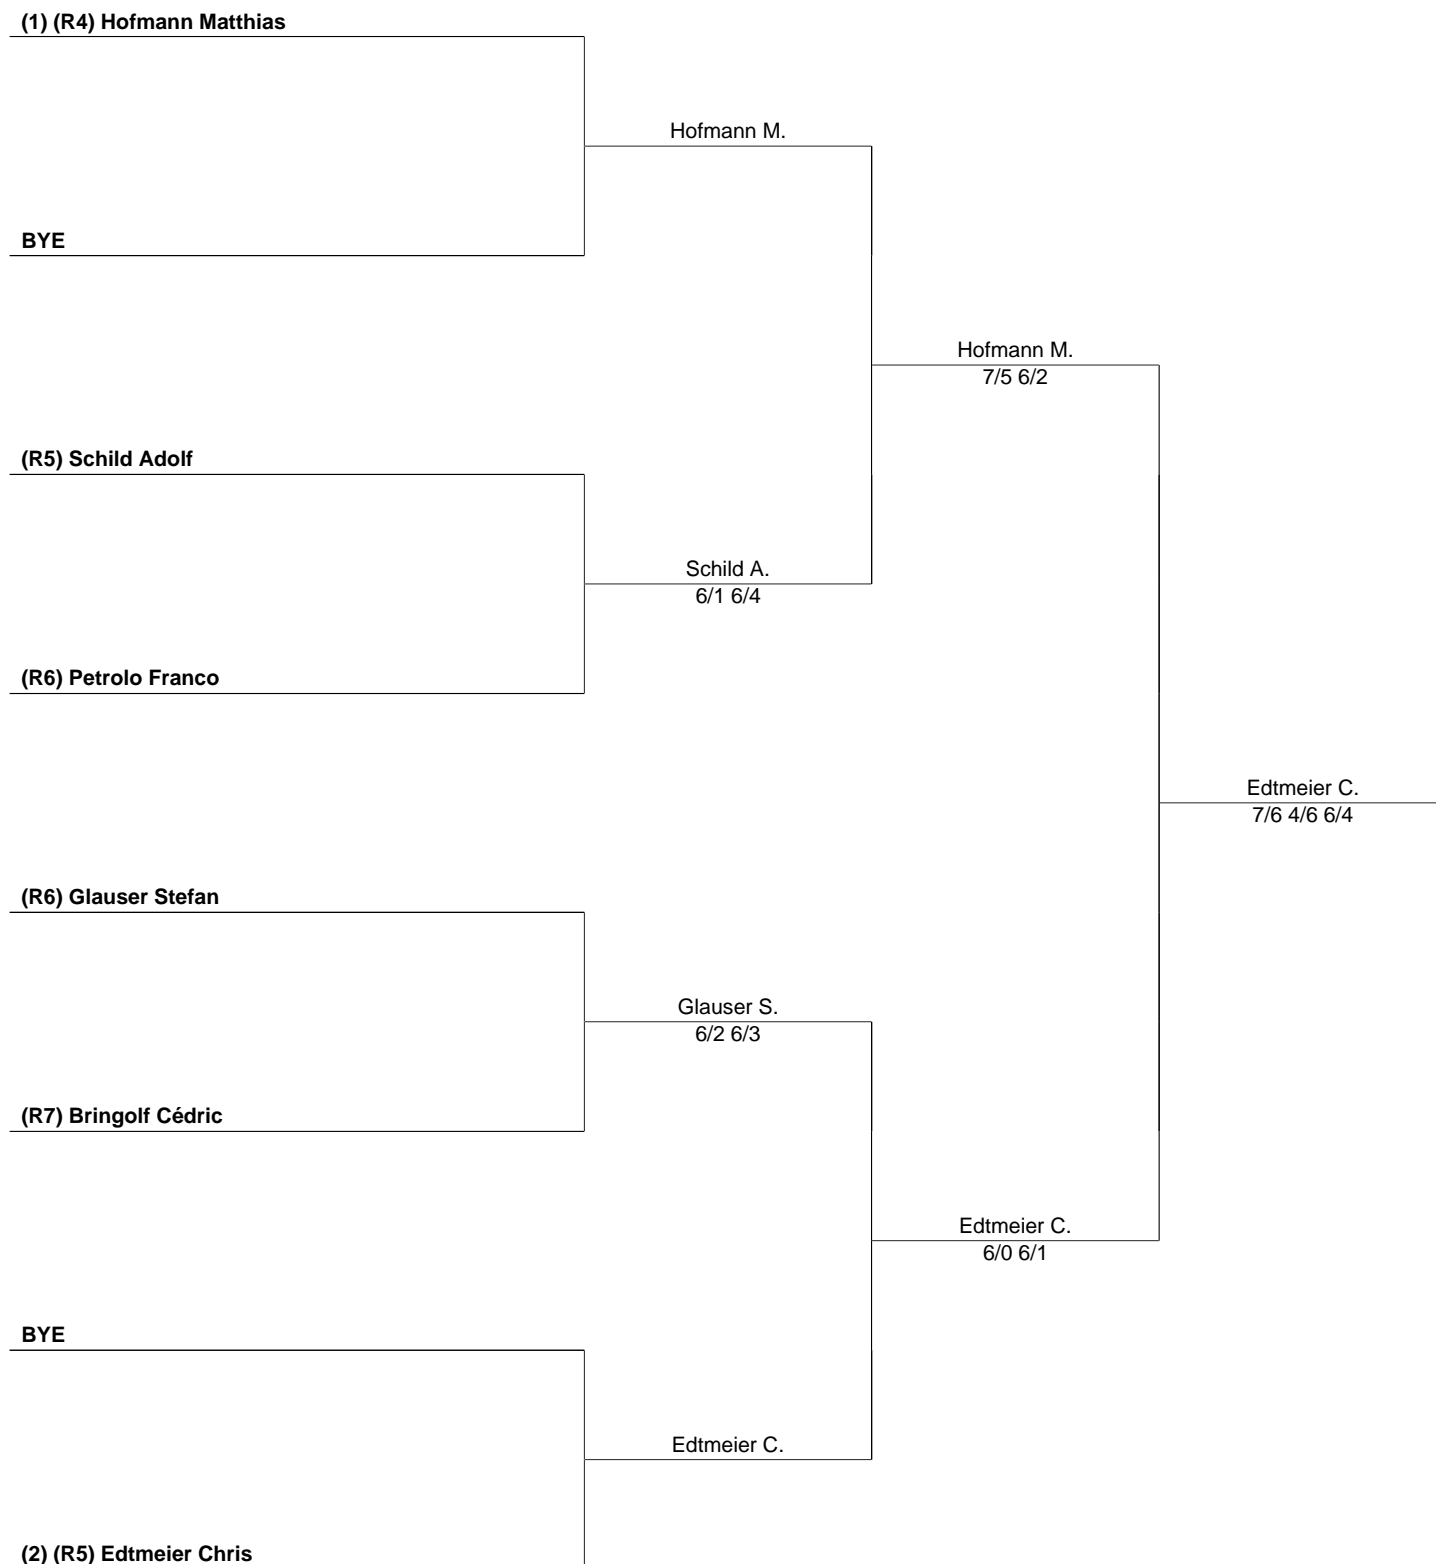 (1) (R4) Hofmann Matthias
Hofmann M.
BYE
Hofmann M.
7/5 6/2
(R5) Schild Adolf
Schild A.
6/1 6/4
(R6) Petrolo Franco
Edtmeier C.
7/6 4/6 6/4
(R6) Glauser Stefan
Glauser S.
6/2 6/3
(R7) Bringolf Cédric
Edtmeier C.
6/0 6/1
BYE
Edtmeier C.
(2) (R5) Edtmeier Chris